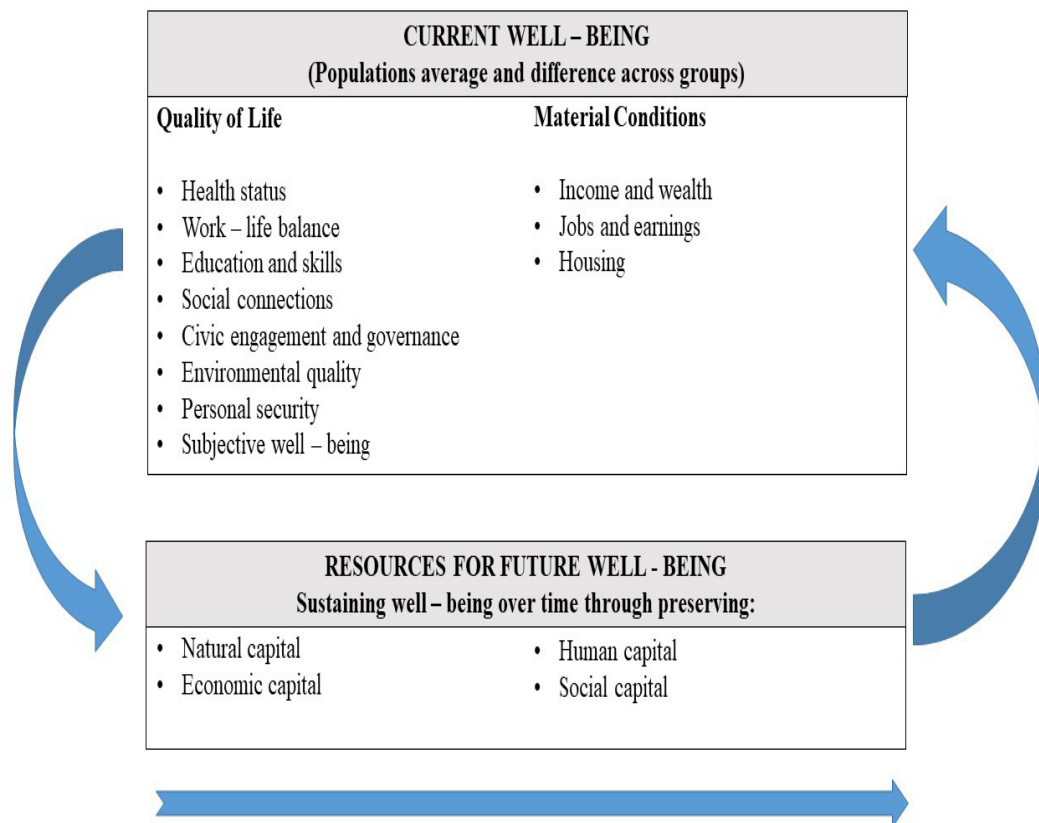 CURRENT WELL – BEING
(Populations average and difference across groups)
Quality of Life
• Health status
• Work – life balance
• Education and skills
• Social connections
• Civic engagement and governance
• Environmental quality
• Personal security
• Subjective well – being
Material Conditions
• Income and wealth
• Jobs and earnings
• Housing
RESOURCES FOR FUTURE WELL - BEING
Sustaining well – being over time through preserving:
• Natural capital
• Economic capital
• Human capital
• Social capital